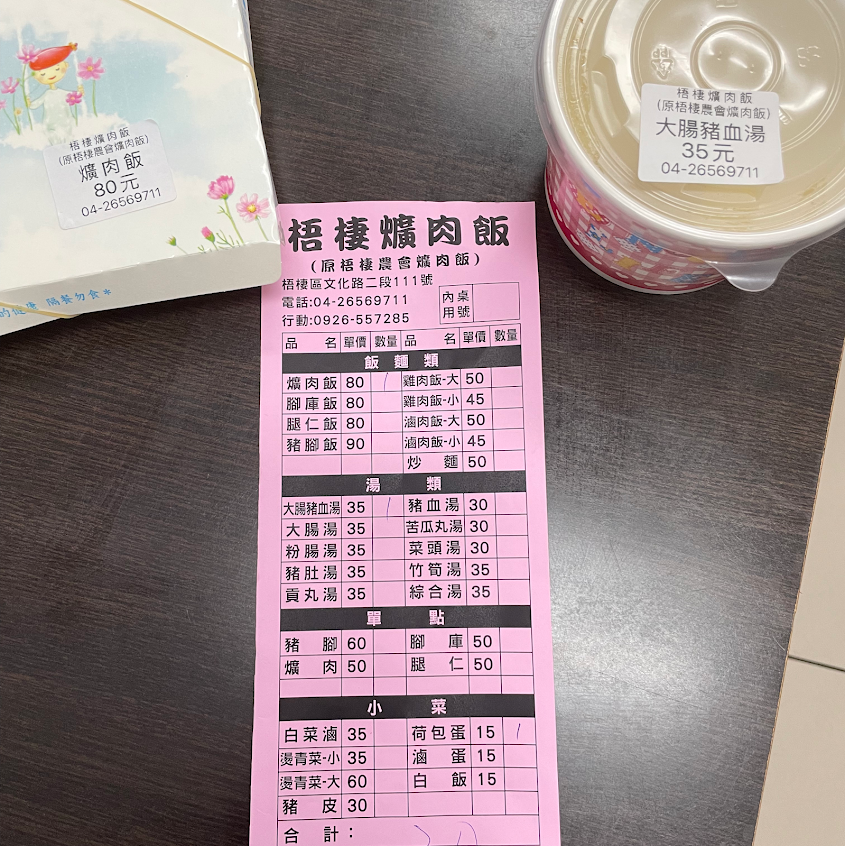 梧棲爌肉飯
(原梧棲農會爌肉飯)
爌肉飯
80元
04-26569711
隔餐勿食*
梧棲爌肉飯
(原梧棲農會爌肉飯)
大腸豬血湯
35元
04-26569711
梧棲爌肉飯
(原梧棲農會爌肉飯)
梧棲區文化路二段111號
電話:04-26569711
行動:0926-557285
內用 桌號
品名 單價 數量 品名 單價 數量
飯麵類
爌肉飯 80 1 雞肉飯-大 50
腳庫飯 80 雞肉飯-小 45
腿仁飯 80 滷肉飯-大 50
豬腳飯 90 滷肉飯-小 45
炒麵 50
湯類
大腸豬血湯 35 1 豬血湯 30
大腸湯 35 苦瓜丸湯 30
粉腸湯 35 菜頭湯 30
豬肚湯 35 竹筍湯 35
貢丸湯 35 綜合湯 35
單點
豬腳 60 腳庫 50
爌肉 50 腿仁 50
小菜
白菜滷 35 荷包蛋 15 1
燙青菜-小 35 滷蛋 15
燙青菜-大 60 白飯 15
豬皮 30
合計: